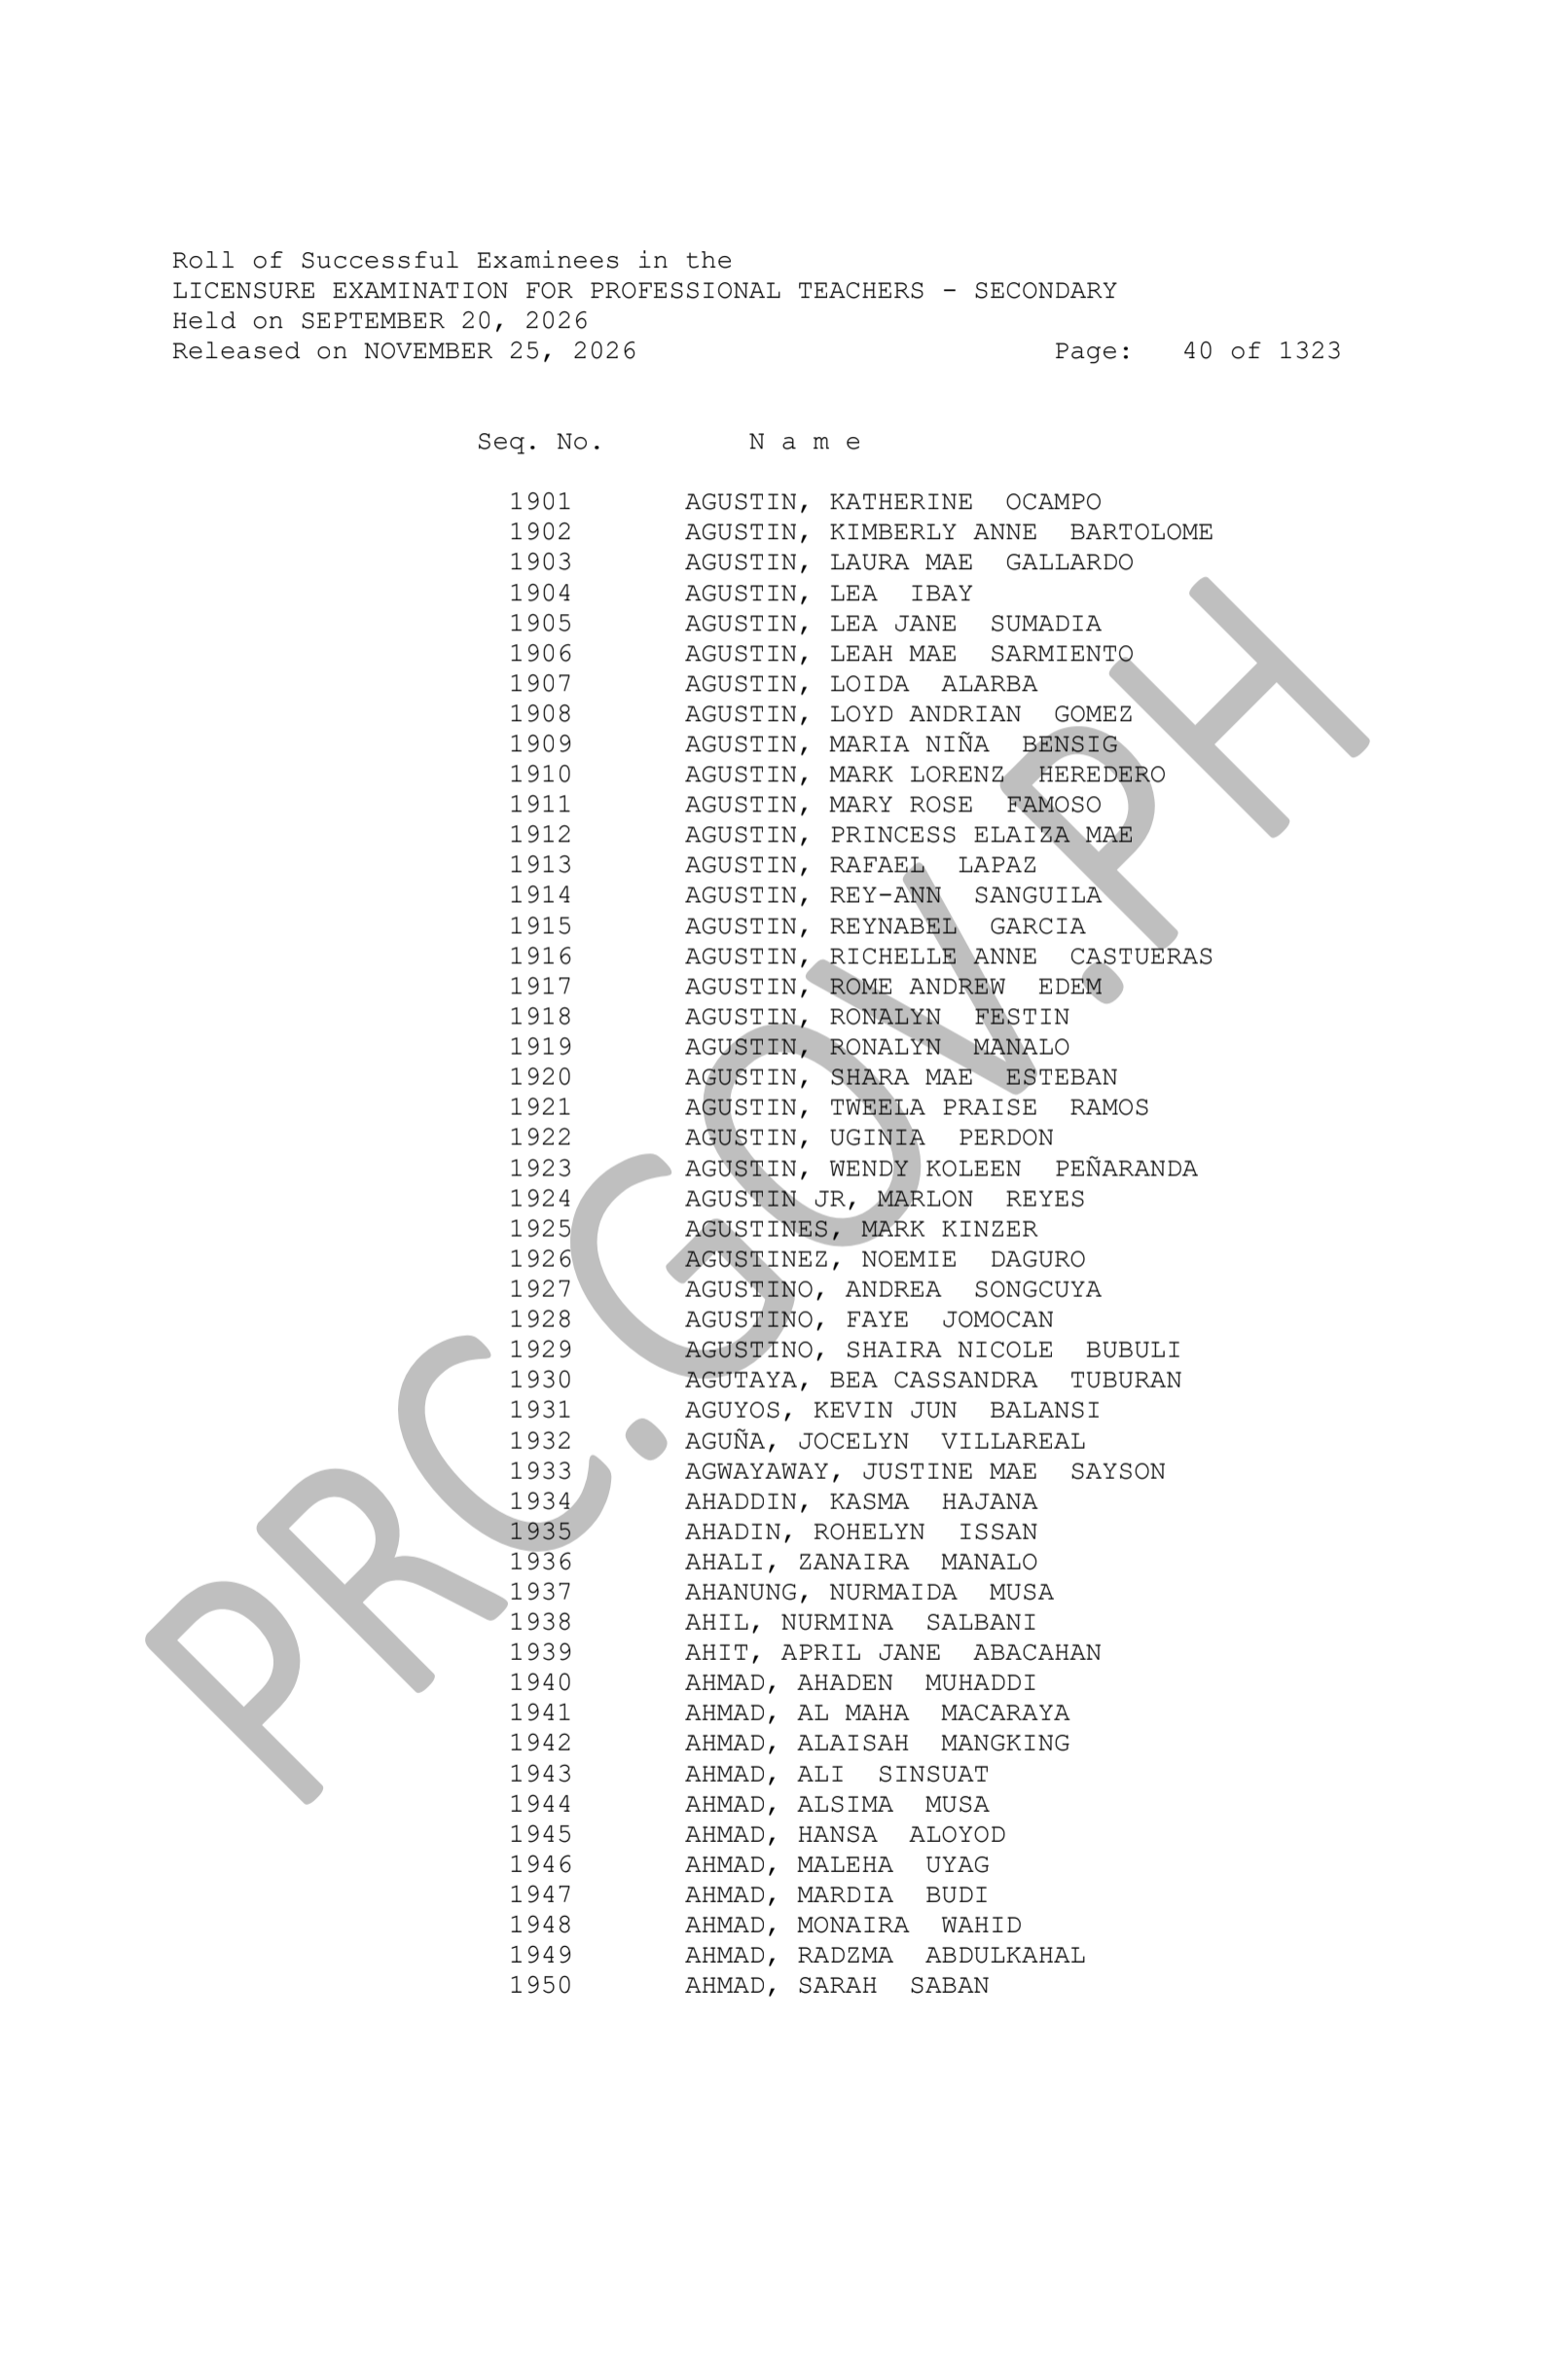 Roll of Successful Examinees in the
LICENSURE EXAMINATION FOR PROFESSIONAL TEACHERS - SECONDARY
Held on SEPTEMBER 20, 2026
Released on NOVEMBER 25, 2026 Page: 40 of 1323
Seq. No. N a m e
1901 AGUSTIN, KATHERINE OCAMPO
1902 AGUSTIN, KIMBERLY ANNE BARTOLOME
1903 AGUSTIN, LAURA MAE GALLARDO
1904 AGUSTIN, LEA IBAY
1905 AGUSTIN, LEA JANE SUMADIA
1906 AGUSTIN, LEAH MAE SARMIENTO
1907 AGUSTIN, LOIDA ALARBA
1908 AGUSTIN, LOYD ANDRIAN GOMEZ
1909 AGUSTIN, MARIA NIÑA BENSIG
1910 AGUSTIN, MARK LORENZ HEREDERO
1911 AGUSTIN, MARY ROSE FAMOSO
1912 AGUSTIN, PRINCESS ELAIZA MAE
1913 AGUSTIN, RAFAEL LAPAZ
1914 AGUSTIN, REY-ANN SANGUILA
1915 AGUSTIN, REYNABEL GARCIA
1916 AGUSTIN, RICHELLE ANNE CASTUERAS
1917 AGUSTIN, ROME ANDREW EDEM
1918 AGUSTIN, RONALYN FESTIN
1919 AGUSTIN, RONALYN MANALO
1920 AGUSTIN, SHARA MAE ESTEBAN
1921 AGUSTIN, TWEELA PRAISE RAMOS
1922 AGUSTIN, UGINIA PERDON
1923 AGUSTIN, WENDY KOLEEN PEÑARANDA
1924 AGUSTIN JR, MARLON REYES
1925 AGUSTINES, MARK KINZER
1926 AGUSTINEZ, NOEMIE DAGURO
1927 AGUSTINO, ANDREA SONGCUYA
1928 AGUSTINO, FAYE JOMOCAN
1929 AGUSTINO, SHAIRA NICOLE BUBULI
1930 AGUTAYA, BEA CASSANDRA TUBURAN
1931 AGUYOS, KEVIN JUN BALANSI
1932 AGUÑA, JOCELYN VILLAREAL
1933 AGWAYAWAY, JUSTINE MAE SAYSON
1934 AHADDIN, KASMA HAJANA
1935 AHADIN, ROHELYN ISSAN
1936 AHALI, ZANAIRA MANALO
1937 AHANUNG, NURMAIDA MUSA
1938 AHIL, NURMINA SALBANI
1939 AHIT, APRIL JANE ABACAHAN
1940 AHMAD, AHADEN MUHADDI
1941 AHMAD, AL MAHA MACARAYA
1942 AHMAD, ALAISAH MANGKING
1943 AHMAD, ALI SINSUAT
1944 AHMAD, ALSIMA MUSA
1945 AHMAD, HANSA ALOYOD
1946 AHMAD, MALEHA UYAG
1947 AHMAD, MARDIA BUDI
1948 AHMAD, MONAIRA WAHID
1949 AHMAD, RADZMA ABDULKAHAL
1950 AHMAD, SARAH SABAN
PRC.GOV.PH